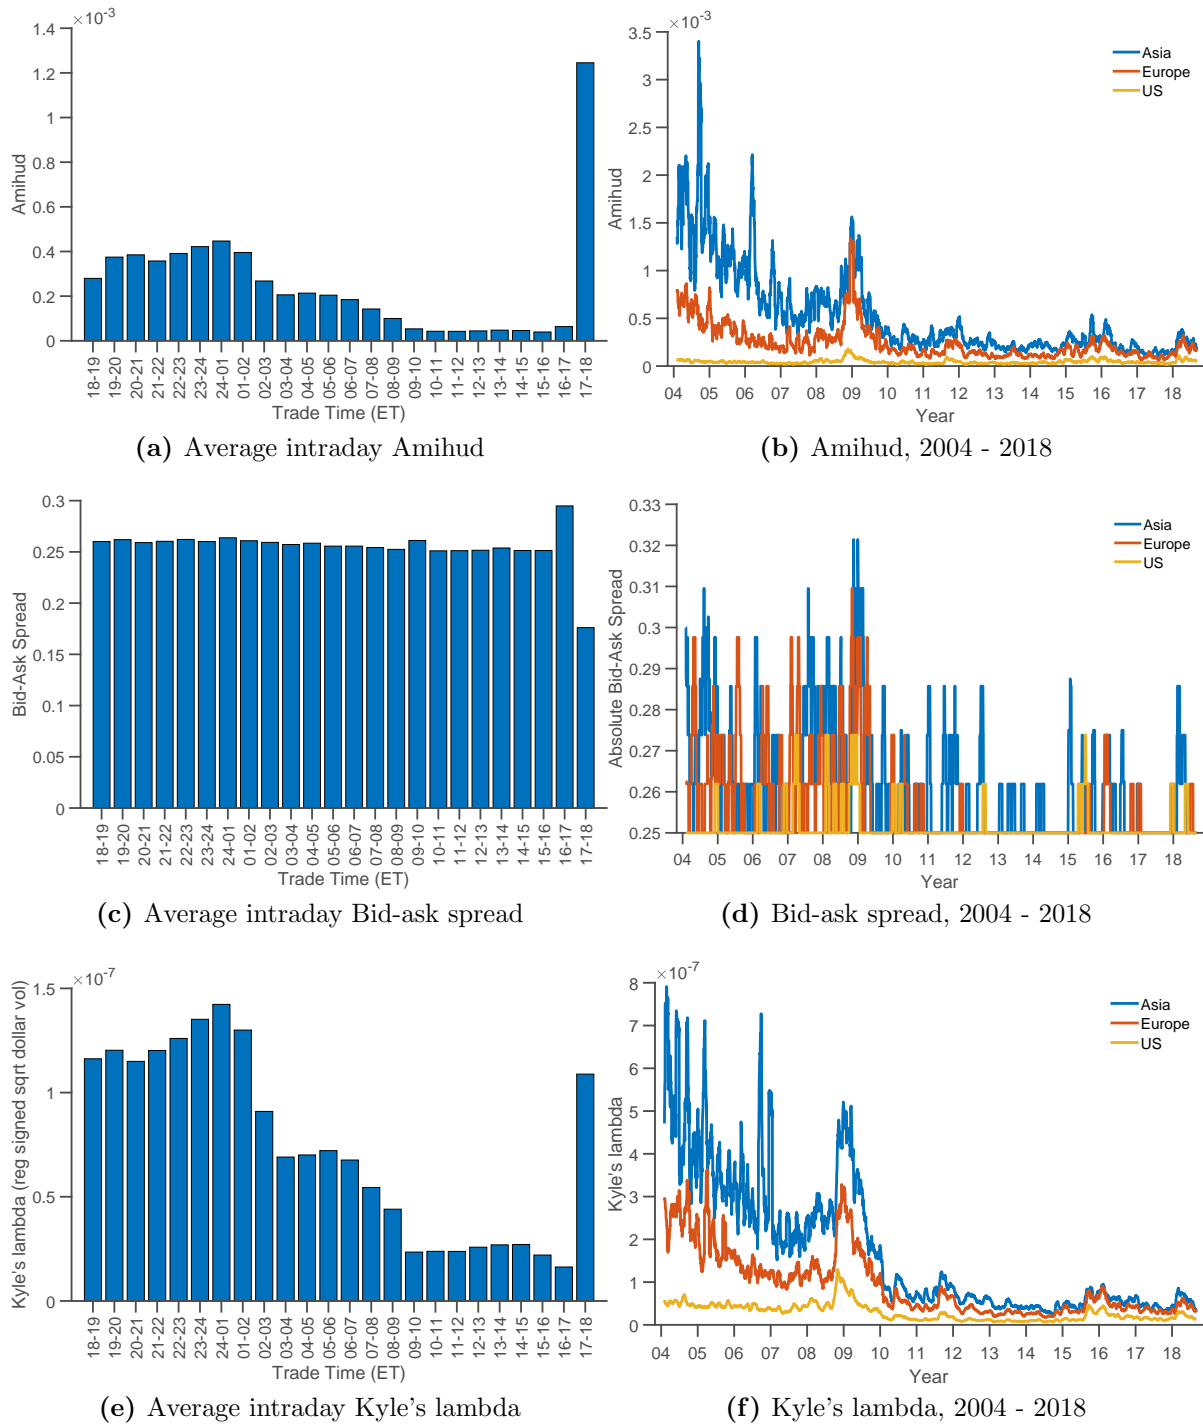 ×10⁻³
1.4
1.2
1
0.8
0.6
0.4
0.2
0
Amihud
18-19 19-20 20-21 21-22 22-23 23-24 24-01 01-02 02-03 03-04 04-05 05-06 06-07 07-08 08-09 09-10 10-11 11-12 12-13 13-14 14-15 15-16 16-17 17-18
Trade Time (ET)
(a) Average intraday Amihud
×10⁻³
3.5
3
2.5
2
1.5
1
0.5
0
Amihud
Asia
Europe
US
04 05 06 07 08 09 10 11 12 13 14 15 16 17 18
Year
(b) Amihud, 2004 - 2018
0.3
0.25
0.2
0.15
0.1
0.05
0
Bid-Ask Spread
18-19 19-20 20-21 21-22 22-23 23-24 24-01 01-02 02-03 03-04 04-05 05-06 06-07 07-08 08-09 09-10 10-11 11-12 12-13 13-14 14-15 15-16 16-17 17-18
Trade Time (ET)
(c) Average intraday Bid-ask spread
0.33
0.32
0.31
0.3
0.29
0.28
0.27
0.26
0.25
Absolute Bid-Ask Spread
Asia
Europe
US
04 05 06 07 08 09 10 11 12 13 14 15 16 17 18
Year
(d) Bid-ask spread, 2004 - 2018
×10⁻⁷
1.5
1
0.5
0
Kyle's lambda (reg signed sqrt dollar vol)
18-19 19-20 20-21 21-22 22-23 23-24 24-01 01-02 02-03 03-04 04-05 05-06 06-07 07-08 08-09 09-10 10-11 11-12 12-13 13-14 14-15 15-16 16-17 17-18
Trade Time (ET)
(e) Average intraday Kyle's lambda
×10⁻⁷
8
7
6
5
4
3
2
1
0
Kyle's lambda
Asia
Europe
US
04 05 06 07 08 09 10 11 12 13 14 15 16 17 18
Year
(f) Kyle's lambda, 2004 - 2018